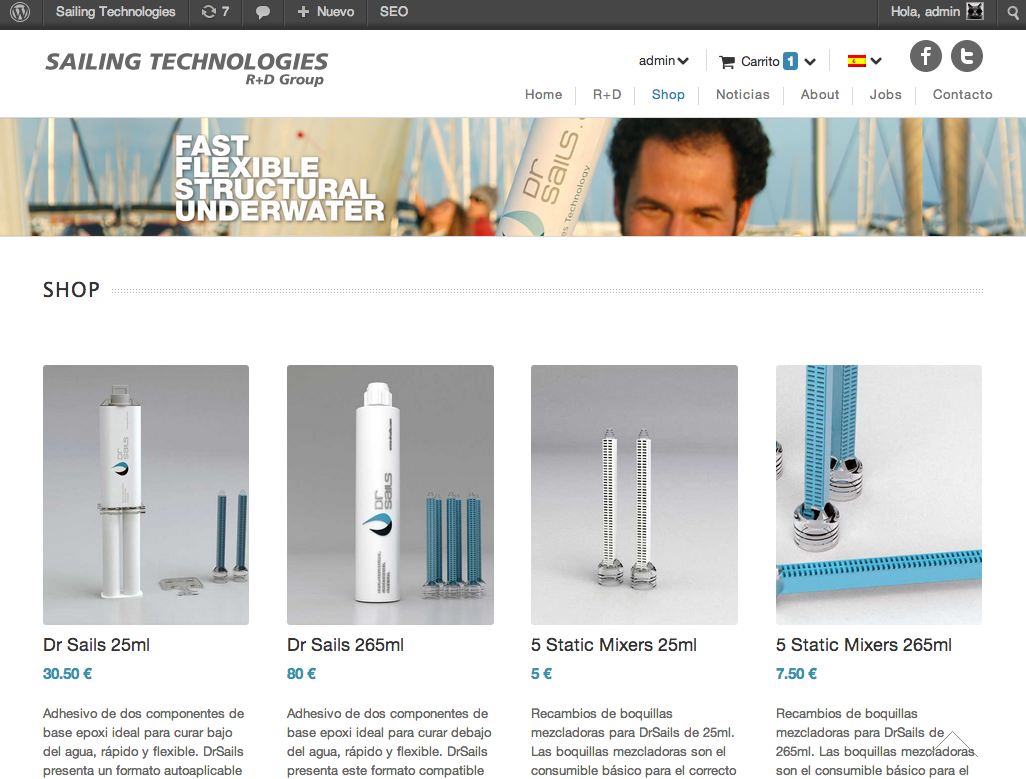 Sailing Technologies 7 Nuevo SEO Hola, admin
SAILING TECHNOLOGIES
R+D Group
admin Carrito 1
Home R+D Shop Noticias About Jobs Contacto
FAST
FLEXIBLE
STRUCTURAL
UNDERWATER
DR
SAILS
SHOP
DR
SAILS
DR
SAILS
Dr Sails 25ml
30.50 €
Adhesivo de dos componentes de
base epoxi ideal para curar bajo
del agua, rápido y flexible. DrSails
presenta un formato autoaplicable
Dr Sails 265ml
80 €
Adhesivo de dos componentes de
base epoxi ideal para curar debajo
del agua, rápido y flexible. DrSails
presenta este formato compatible
5 Static Mixers 25ml
5 €
Recambios de boquillas
mezcladoras para DrSails de 25ml.
Las boquillas mezcladoras son el
consumible básico para el correcto
5 Static Mixers 265ml
7.50 €
Recambios de boquillas
mezcladoras para DrSails de
265ml. Las boquillas mezcladoras
son el consumible básico para el